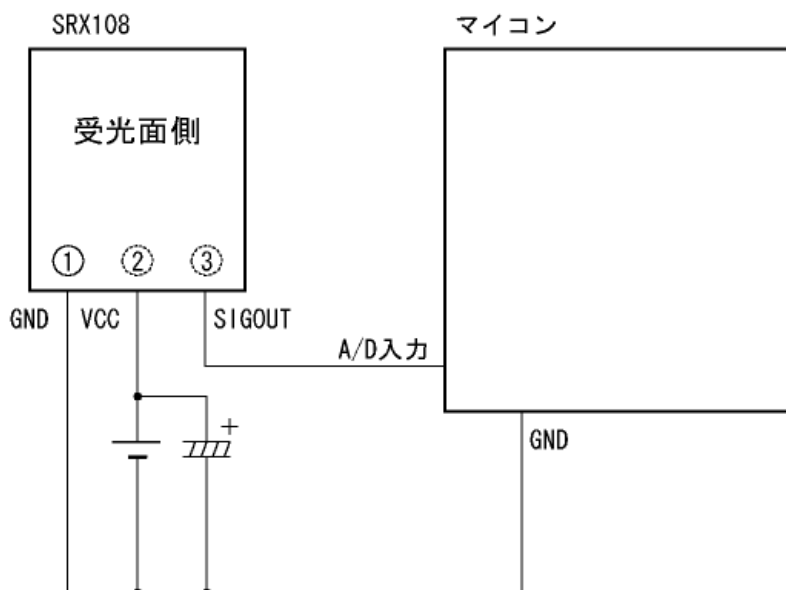 SRX108
マイコン
受光面側
① ② ③
GND VCC SIGOUT
A/D入力
+
GND